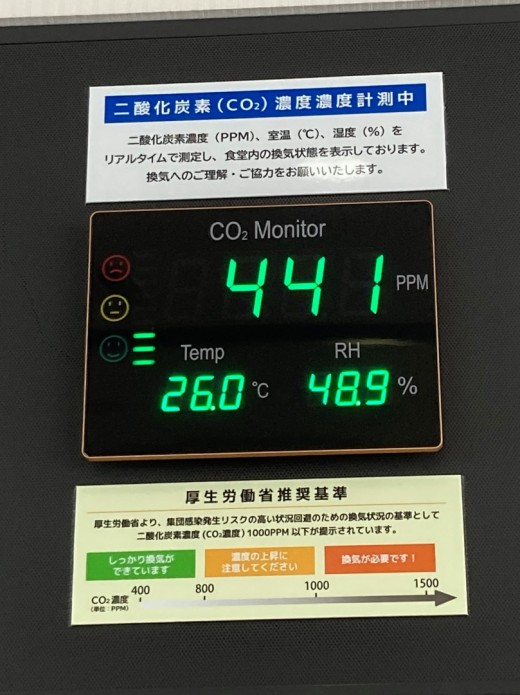 二酸化炭素(CO₂)濃度濃度計測中
二酸化炭素濃度(PPM)、室温(℃)、湿度(%)を
リアルタイムで測定し、食堂内の換気状態を表示しております。
換気へのご理解・ご協力をお願いいたします。
CO₂ Monitor
441 PPM
Temp RH
26.0 ℃ 48.9 %
厚生労働省推奨基準
厚生労働省より、集団感染発生リスクの高い状況回避のための換気状況の基準として
二酸化炭素濃度(CO₂濃度)1000PPM以下が提示されています。
しっかり換気が
できています
濃度の上昇に
注意してください
換気が必要です！
400 800 1000 1500
CO₂濃度
(単位:PPM)